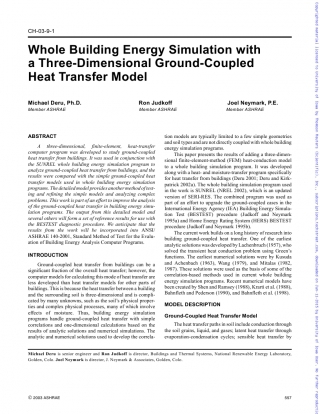 CH-03-9-1
Whole Building Energy Simulation with
a Three-Dimensional Ground-Coupled
Heat Transfer Model
Michael Deru, Ph.D.
Member ASHRAE
Ron Judkoff
Member ASHRAE
Joel Neymark, P.E.
Member ASHRAE
ABSTRACT
A three-dimensional, finite-element, heat-transfer
computer program was developed to study ground-coupled
heat transfer from buildings. It was used in conjunction with
the SUNREL whole building energy simulation program to
analyze ground-coupled heat transfer from buildings, and the
results were compared with the simple ground-coupled heat
transfer models used in whole building energy simulation
programs. The detailed model provides another method of test-
ing and refining the simple models and analyzing complex
problems. This work is part of an effort to improve the analysis
of the ground-coupled heat transfer in building energy simu-
lation programs. The output from this detailed model and
several others will form a set of reference results for use with
the BESTEST diagnostic procedure. We anticipate that the
results from the work will be incorporated into ANSI/
ASHRAE 140-2001, Standard Method of Test for the Evalu-
ation of Building Energy Analysis Computer Programs.
INTRODUCTION
Ground-coupled heat transfer from buildings can be a
significant fraction of the overall heat transfer; however, the
computer models for calculating this mode of heat transfer are
less developed than heat transfer models for other paths of
buildings. This is because the heat transfer between a building
and the surrounding soil is three-dimensional and is compli-
cated by many unknowns, such as the soil's physical proper-
ties and complex physical processes, many of which involve
effects of moisture. Thus, building energy simulation
programs handle ground-coupled heat transfer with simple
correlations and one-dimensional calculations based on the
results of analytic solutions and numerical simulations. The
analytic and numerical solutions used to develop the correla-
tion models are typically limited to a few simple geometries
and soil types and are not directly coupled with whole building
energy simulation programs.
This paper presents the results of adding a three-dimen-
sional finite-element-method (FEM) heat-conduction model
to a whole building simulation program. It was developed
along with a heat- and moisture-transfer program specifically
for heat transfer from buildings (Deru 2001; Deru and Kirk-
patrick 2002a). The whole building simulation program used
in the work is SUNREL (NREL 2002), which is an updated
version of SERI-RES. The combined program was used as
part of an effort to upgrade the ground-coupled cases in the
International Energy Agency (IEA) Building Energy Simula-
tion Test (BESTEST) procedure (Judkoff and Neymark
1995a) and Home Energy Rating System (HERS) BESTEST
procedure (Judkoff and Neymark 1995b).
The current work builds on a long history of research into
building ground-coupled heat transfer. One of the earliest
analytic solutions was developed by Lachenbruch (1957), who
solved the transient heat conduction problem using Green's
functions. The earliest numerical solutions were by Kusuda
and Achenbach (1963), Wang (1979), and Mitalas (1982,
1987). These solutions were used as the basis of some of the
correlation-based methods used in current whole building
energy simulation programs. Recent numerical models have
been created by Shen and Ramsey (1988), Krarti et al. (1988),
Bahnfleth and Pedersen (1990), and Bahnfleth et al. (1998).
MODEL DESCRIPTION
Ground-Coupled Heat Transfer Model
The heat transfer paths in soil include conduction through
the soil grains, liquid, and gases; latent heat transfer through
evaporation-condensation cycles; sensible heat transfer by
Michael Deru is senior engineer and Ron Judkoff is director, Buildings and Thermal Systems, National Renewable Energy Laboratory,
Golden, Colo. Joel Neymark is director, J. Neymark & Associates, Golden, Colo.
© 2003 ASHRAE
557